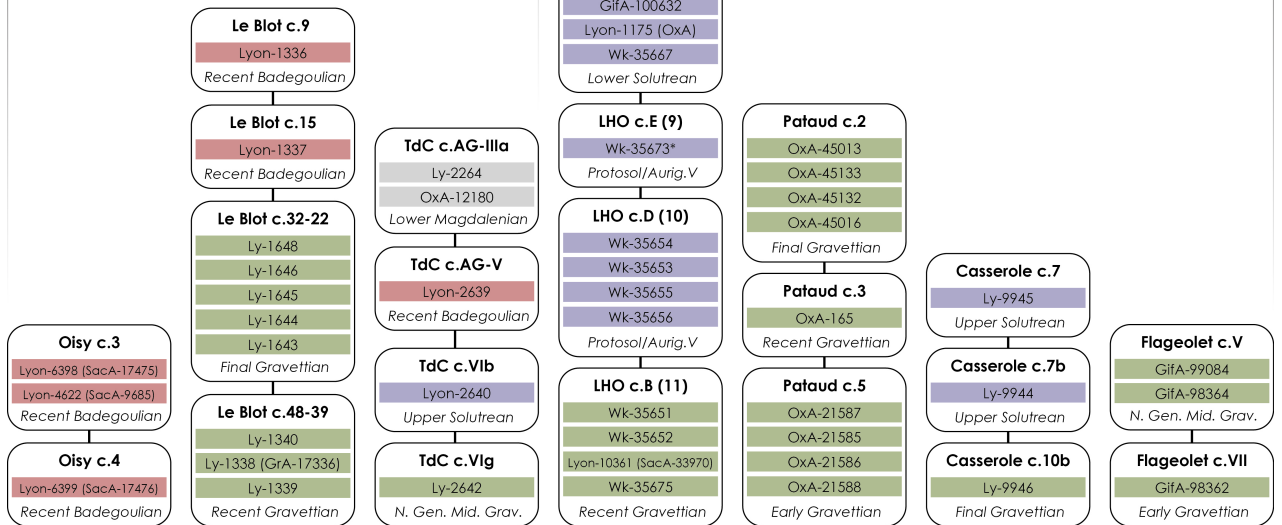 Oisy c.3
Lyon-6398 (SacA-17475)
Lyon-4622 (SacA-9685)
Recent Badegoulian
Oisy c.4
Lyon-6399 (SacA-17476)
Recent Badegoulian
Le Blot c.9
Lyon-1336
Recent Badegoulian
Le Blot c.15
Lyon-1337
Recent Badegoulian
Le Blot c.32-22
Ly-1648
Ly-1646
Ly-1645
Ly-1644
Ly-1643
Final Gravettian
Le Blot c.48-39
Ly-1340
Ly-1338 (GrA-17336)
Ly-1339
Recent Gravettian
TdC c.AG-IIIa
Ly-2264
OxA-12180
Lower Magdalenian
TdC c.AG-V
Lyon-2639
Recent Badegoulian
TdC c.VIb
Lyon-2640
Upper Solutrean
TdC c.VIg
Ly-2642
N. Gen. Mid. Grav.
GifA-100632
Lyon-1175 (OxA)
Wk-35667
Lower Solutrean
LHO c.E (9)
Wk-35673*
Protosol/Aurig.V
LHO c.D (10)
Wk-35654
Wk-35653
Wk-35655
Wk-35656
Protosol/Aurig.V
LHO c.B (11)
Wk-35651
Wk-35652
Lyon-10361 (SacA-33970)
Wk-35675
Recent Gravettian
Pataud c.2
OxA-45013
OxA-45133
OxA-45132
OxA-45016
Final Gravettian
Pataud c.3
OxA-165
Recent Gravettian
Pataud c.5
OxA-21587
OxA-21585
OxA-21586
OxA-21588
Early Gravettian
Casserole c.7
Ly-9945
Upper Solutrean
Casserole c.7b
Ly-9944
Upper Solutrean
Casserole c.10b
Ly-9946
Final Gravettian
Flageolet c.V
GifA-99084
GifA-98364
N. Gen. Mid. Grav.
Flageolet c.VII
GifA-98362
Early Gravettian